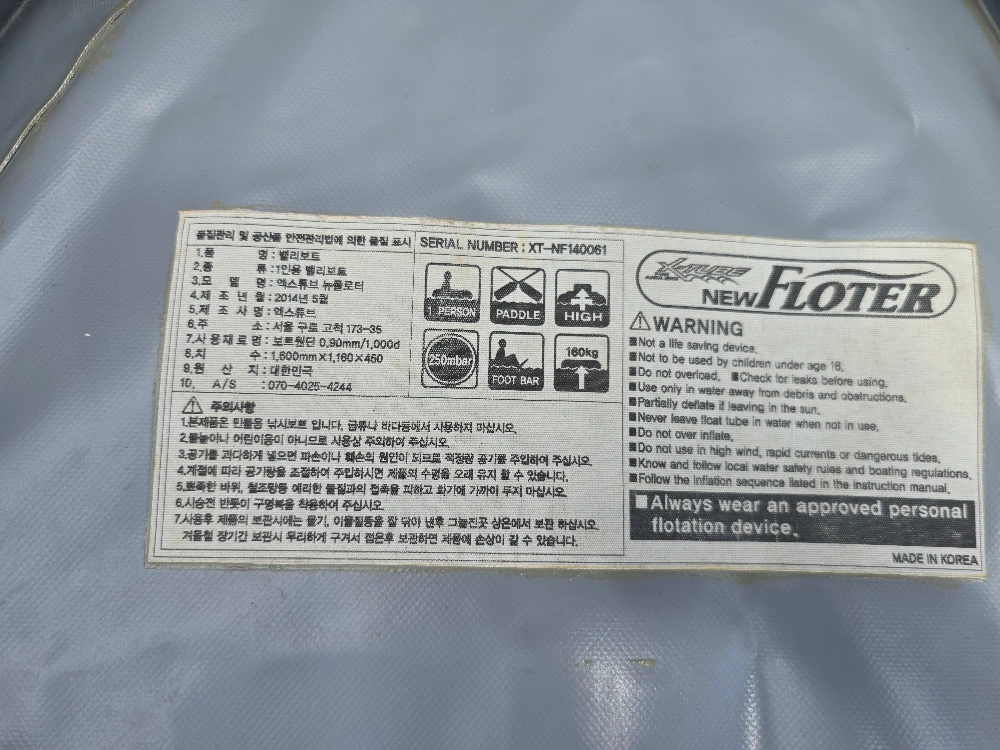 품질관리 및 공산품 안전관리법에 의한 품질 표시
1.품 명 : 밸리보트
2.종 류 : 1인용 밸리보트
3.모 델 명 : 엑스튜브 뉴플로터
4.제 조 년 월 : 2014년 5월
5.제 조 사 명 : 엑스튜브
6.주 소 : 서울 구로 고척 173-35
7.사 용 재 료 명 : 보트원단 0.90mm/1,000d
8.치 수 : 1,600mm×1,160×450
9.원 산 지 : 대한민국
10. A/S : 070-4025-4244
SERIAL NUMBER : XT-NF140061
1 PERSON
PADDLE
HIGH
250mbar
FOOT BAR
160kg
주의사항
1.본제품은 민물용 낚시보트 입니다. 급류나 바다등에서 사용하지 마십시오.
2.물놀이나 어린이용이 아니므로 사용상 주의하여 주십시오.
3.공기를 과다하게 넣으면 파손이나 훼손의 원인이 되므로 적정량 공기를 주입하여 주십시오.
4.계절에 따라 공기량을 조절하여 주입하시면 제품의 수명을 오래 유지 할 수 있습니다.
5.뾰족한 바위, 철조망등 예리한 물질과의 접촉을 피하고 화기에 가까이 두지 마십시오.
6.시승전 반듯이 구명복을 착용하여 주십시오.
7.사용후 제품의 보관시에는 물기, 이물질등을 잘 닦아 낸후 그늘진곳 상온에서 보관 하십시오.
겨울철 장기간 보관시 무리하게 구겨서 접은후 보관하면 제품에 손상이 갈 수 있습니다.
X-TUBE
NEW FLOTER
WARNING
■Not a life saving device.
■Not to be used by children under age 16.
■Do not overload. ■Check for leaks before using.
■Use only in water away from debris and obstructions.
■Partially deflate if leaving in the sun.
■Never leave float tube in water when not in use.
■Do not over inflate.
■Do not use in high wind, rapid currents or dangerous tides.
■Know and follow local water safety rules and boating regulations.
■Follow the inflation sequence listed in the instruction manual.
■Always wear an approved personal
flotation device.
MADE IN KOREA